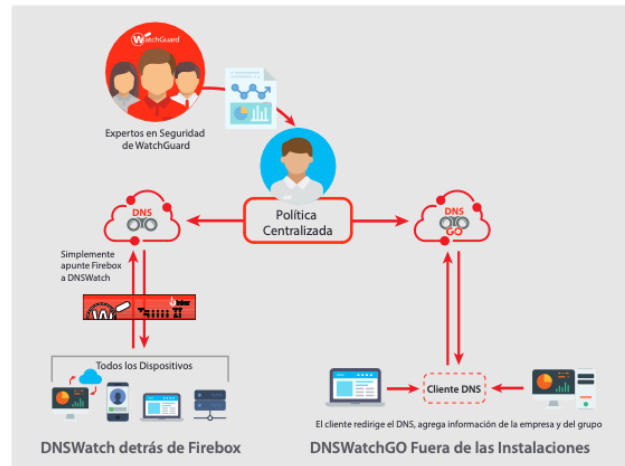 WatchGuard
Expertos en Seguridad
de WatchGuard
Política
Centralizada
DNS
DNS
GO
Simplemente
apunte Firebox
a DNSWatch
Todos los Dispositivos
Cliente DNS
El cliente redirige el DNS, agrega información de la empresa y del grupo
DNSWatch detrás de Firebox
DNSWatchGO Fuera de las Instalaciones